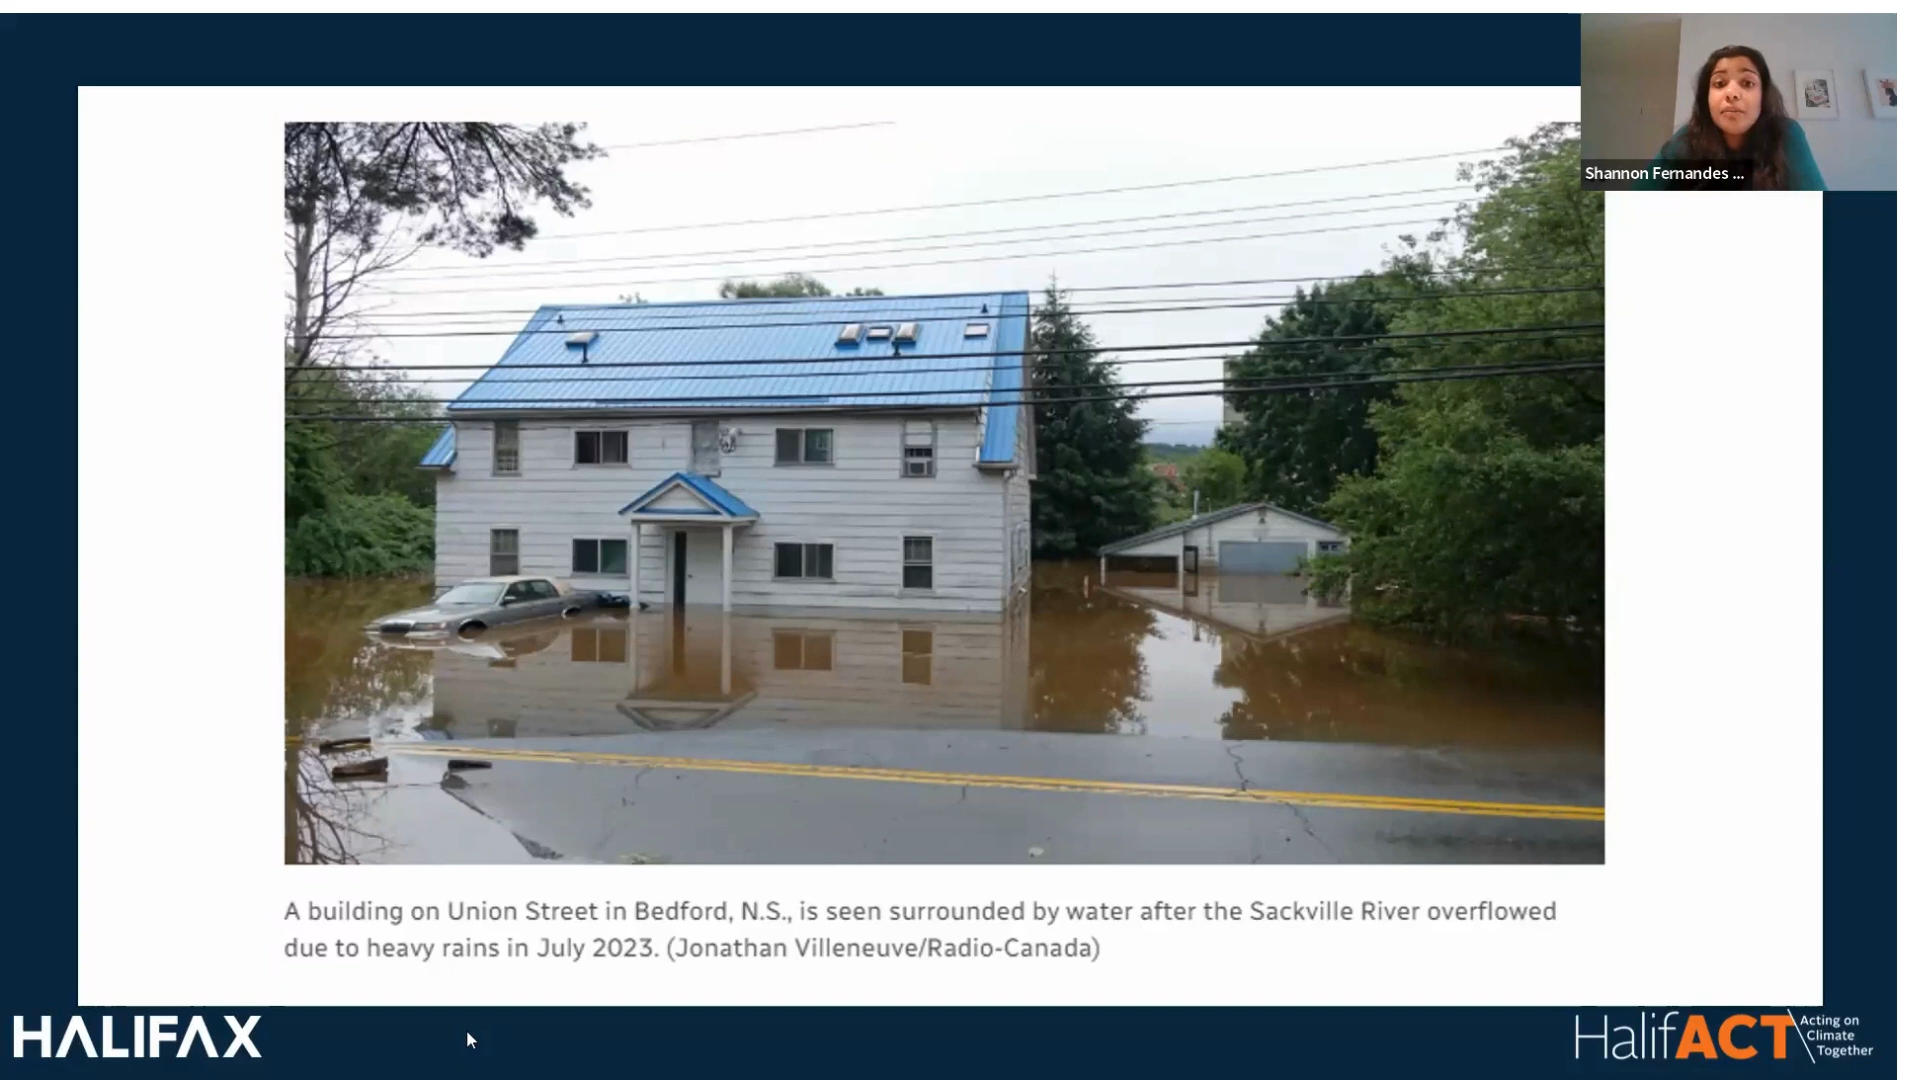 Shannon Fernandes ...
A building on Union Street in Bedford, N.S., is seen surrounded by water after the Sackville River overflowed
due to heavy rains in July 2023. (Jonathan Villeneuve/Radio-Canada)
HALIFAX
HalifACT
Acting on
Climate
Together